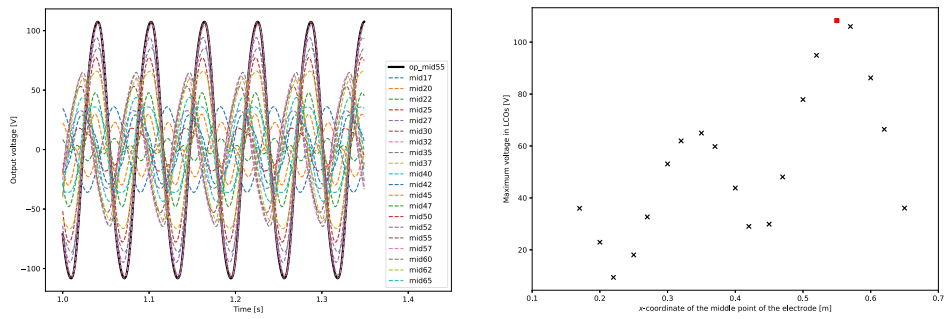 100
50
0
−50
−100
Output voltage [V]
1.0
1.1
1.2
1.3
1.4
Time [s]
op_mid55
mid17
mid20
mid22
mid25
mid27
mid30
mid32
mid35
mid37
mid40
mid42
mid45
mid47
mid50
mid52
mid55
mid57
mid60
mid62
mid65
100
80
60
40
20
Maximum voltage in LCOs [V]
0.1
0.2
0.3
0.4
0.5
0.6
0.7
x-coordinate of the middle point of the electrode [m]